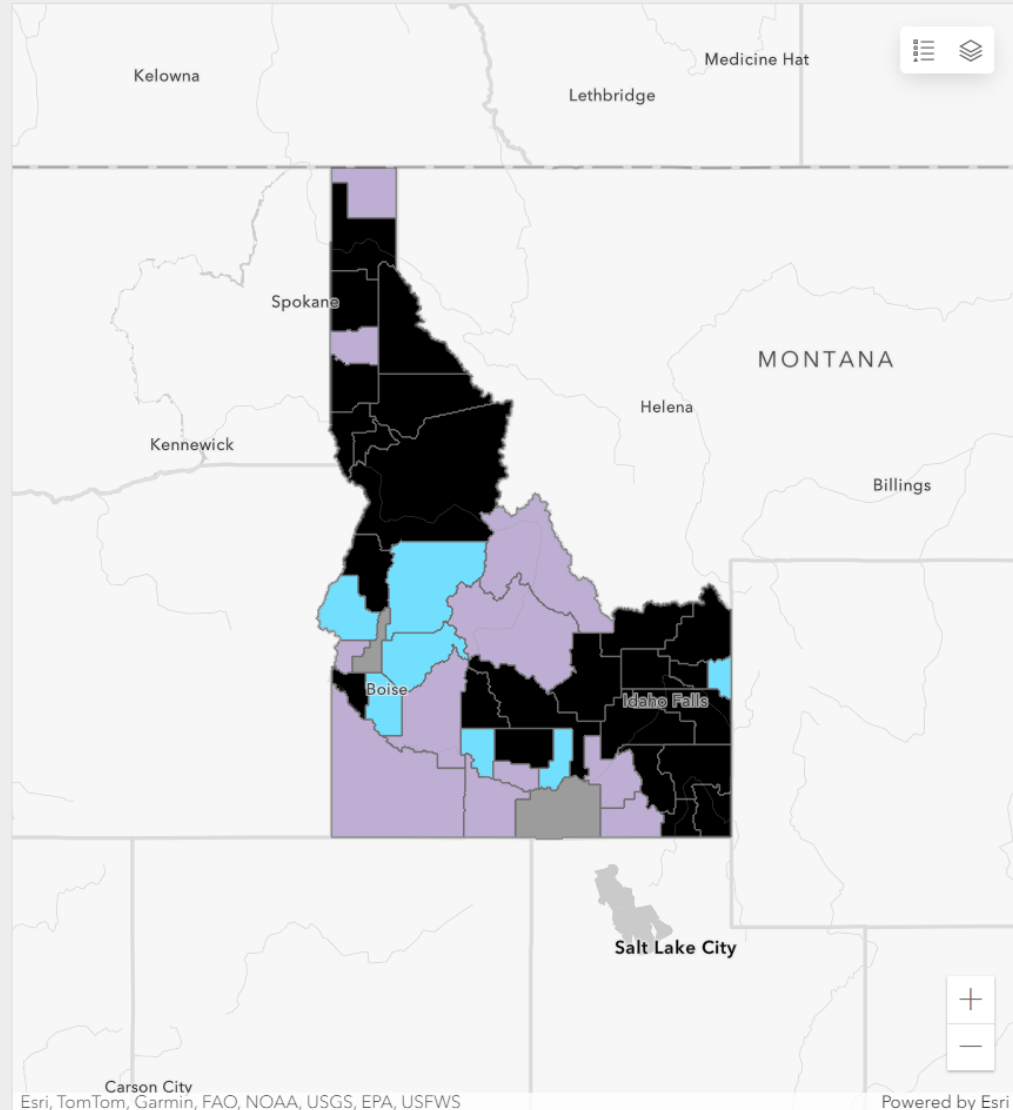 Medicine Hat
Kelowna
Lethbridge
Spokane
MONTANA
Helena
Kennewick
Billings
Boise
Idaho Falls
Salt Lake City
Carson City
Esri, TomTom, Garmin, FAO, NOAA, USGS, EPA, USFWS
Powered by Esri